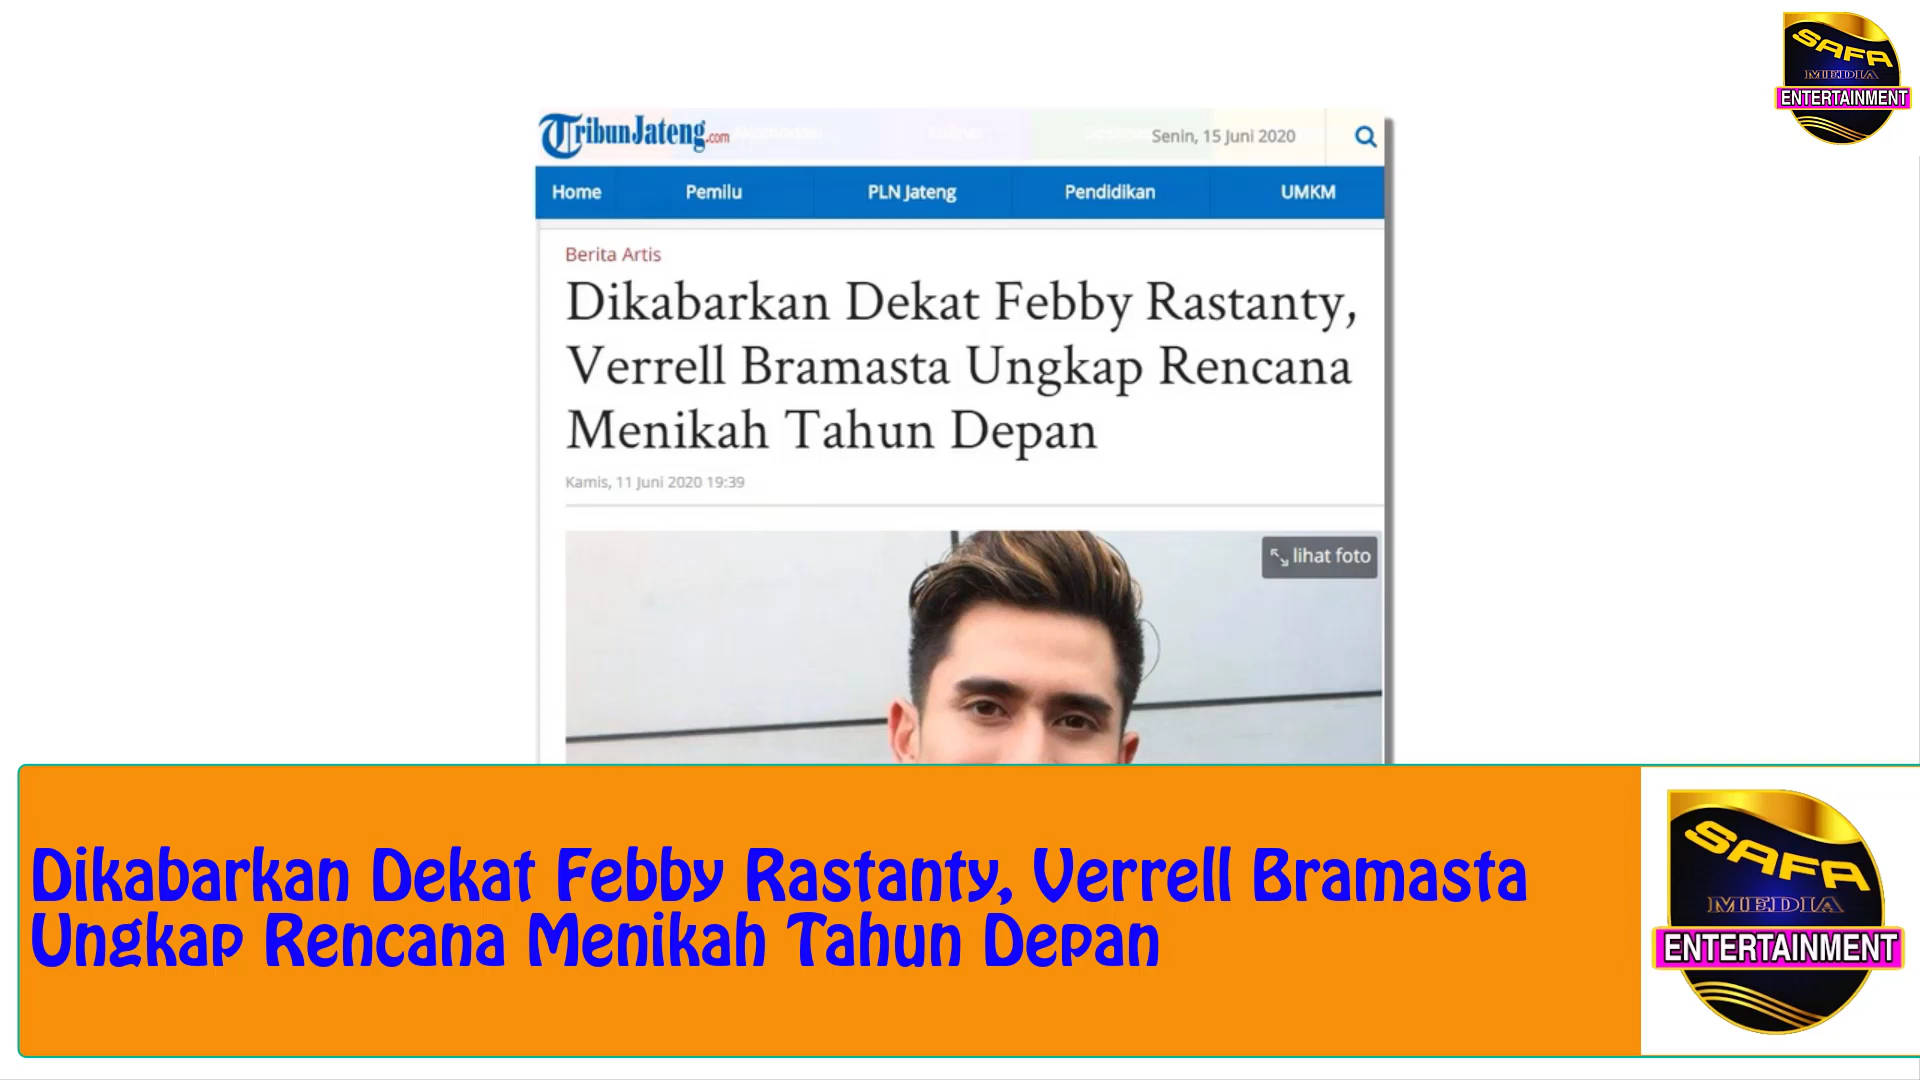 SAFA
MEDIA
ENTERTAINMENT
TribunJateng.com
Senin, 15 Juni 2020
Home Pemilu PLN Jateng Pendidikan UMKM
Berita Artis
Dikabarkan Dekat Febby Rastanty,
Verrell Bramasta Ungkap Rencana
Menikah Tahun Depan
Kamis, 11 Juni 2020 19:39
lihat foto
Dikabarkan Dekat Febby Rastanty, Verrell Bramasta
Ungkap Rencana Menikah Tahun Depan
SAFA
MEDIA
ENTERTAINMENT